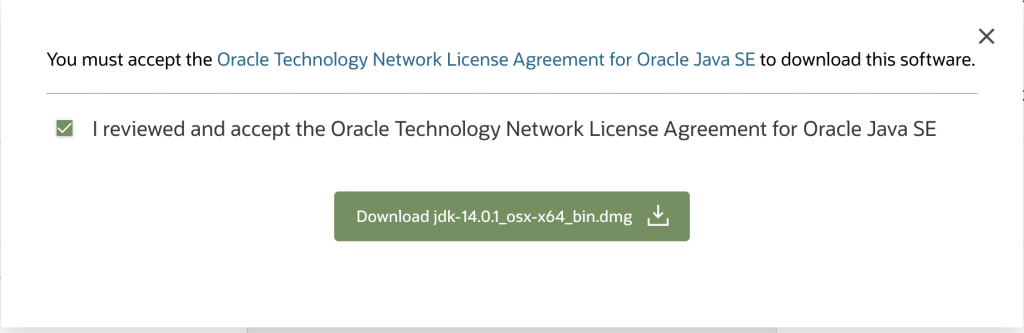 You must accept the Oracle Technology Network License Agreement for Oracle Java SE to download this software.
I reviewed and accept the Oracle Technology Network License Agreement for Oracle Java SE
Download jdk-14.0.1_osx-x64_bin.dmg